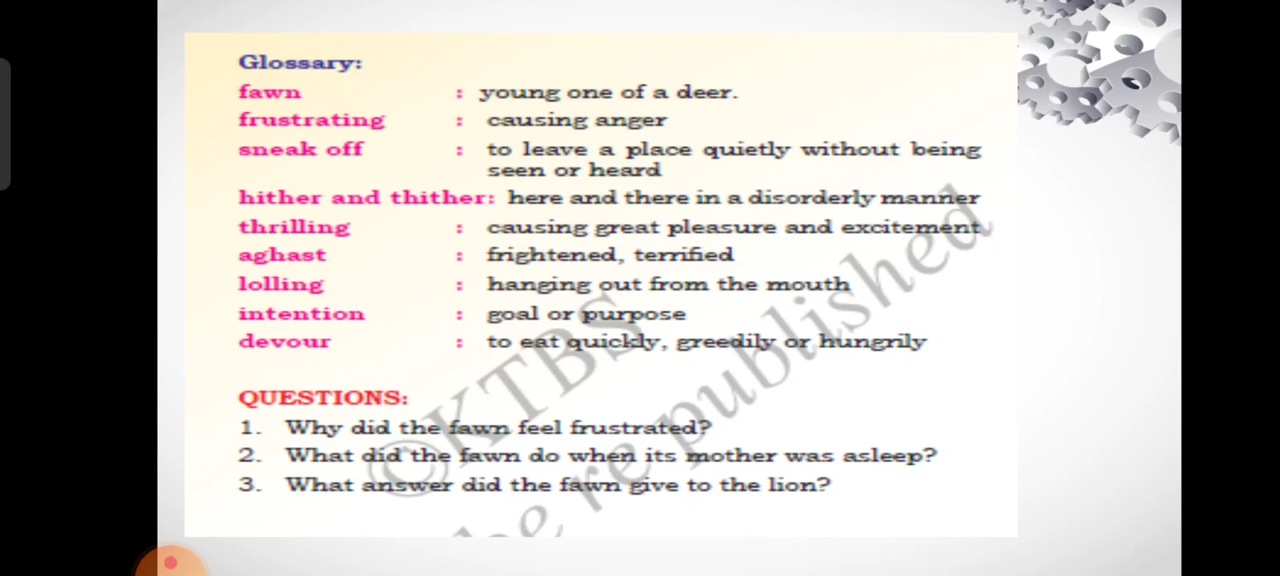 Glossary:
fawn : young one of a deer.
frustrating : causing anger
sneak off : to leave a place quietly without being
seen or heard
hither and thither: here and there in a disorderly manner
thrilling : causing great pleasure and excitement
aghast : frightened, terrified
lolling : hanging out from the mouth
intention : goal or purpose
devour : to eat quickly, greedily or hungrily
QUESTIONS:
1. Why did the fawn feel frustrated?
2. What did the fawn do when its mother was asleep?
3. What answer did the fawn give to the lion?
©KTBS
be re published